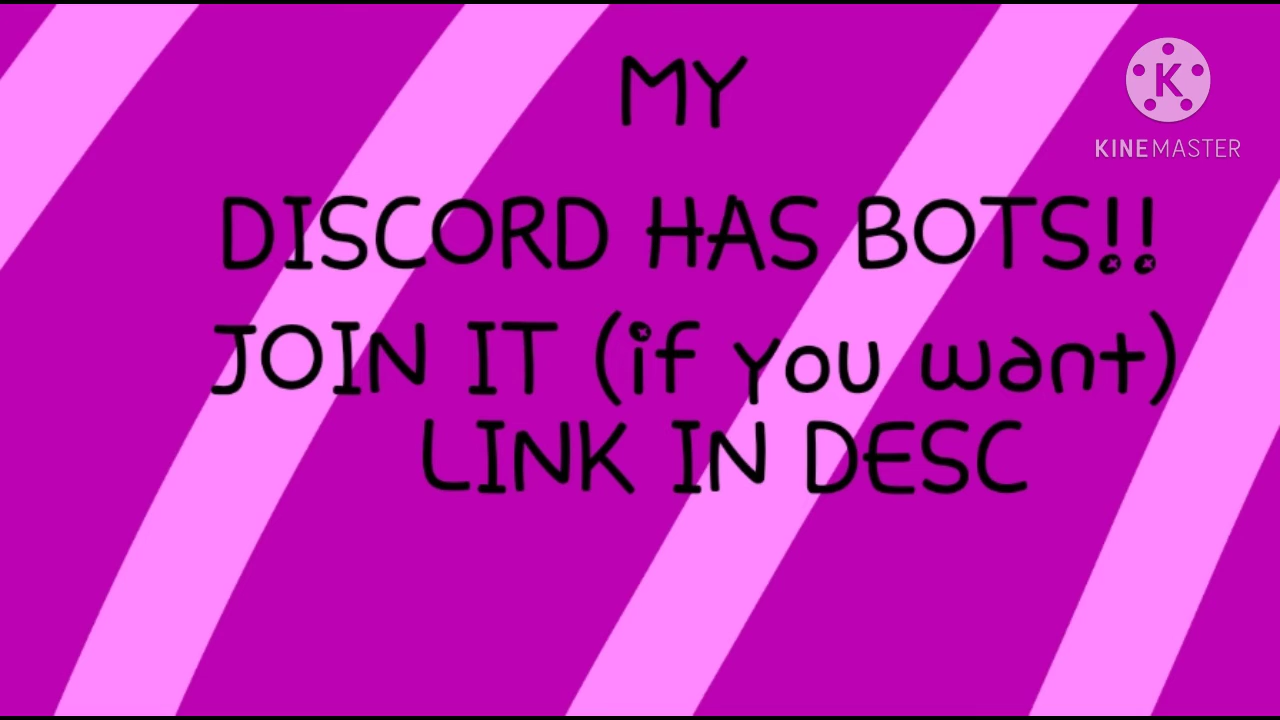 MY
K
KINEMASTER
DISCORD HAS BOTS!!
JOIN IT (if you want)
LINK IN DESC